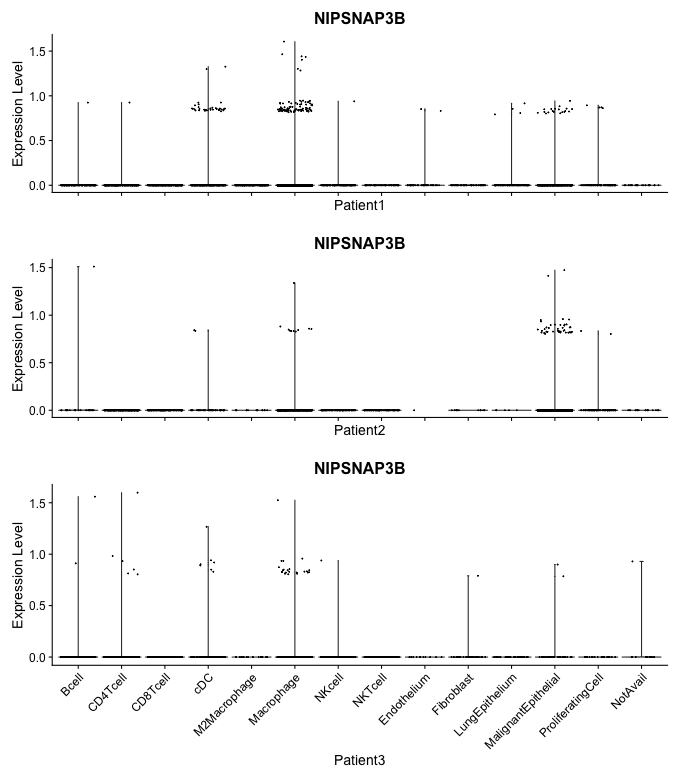 NIPSNAP3B
Expression Level
1.5
1.0
0.5
0.0
Patient1
NIPSNAP3B
Expression Level
1.5
1.0
0.5
0.0
Patient2
NIPSNAP3B
Expression Level
1.5
1.0
0.5
0.0
Bcell
CD4Tcell
CD8Tcell
cDC
M2Macrophage
Macrophage
NKcell
NKTcell
Endothelium
Fibroblast
LungEpithelium
MalignantEpithelial
ProliferatingCell
NotAvail
Patient3